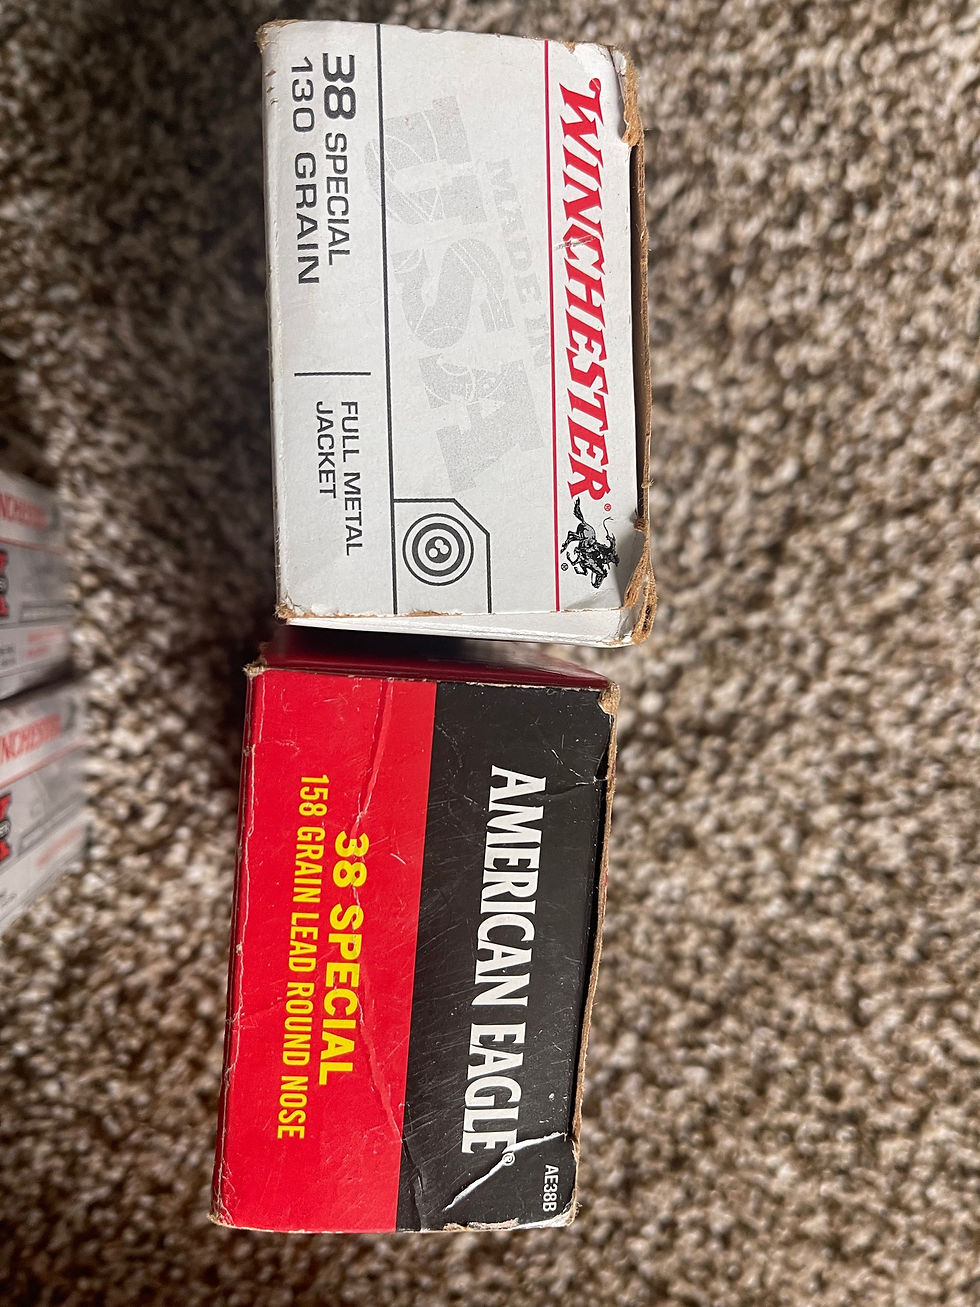 WINCHESTER®
®
MADE IN
USA
38 SPECIAL
130 GRAIN
FULL METAL
JACKET
AE38B
AMERICAN EAGLE®
38 SPECIAL
158 GRAIN LEAD ROUND NOSE